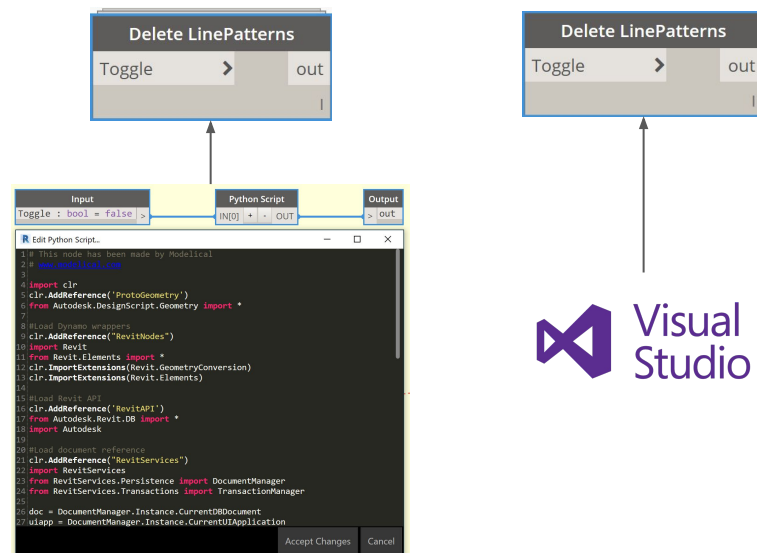 Delete LinePatterns
Toggle > out
l
Delete LinePatterns
Toggle > out
l
Input
Toggle : bool = false >
Python Script
IN[0] + - OUT
Output
> out
R Edit Python Script...
1 # This node has been made by Modelical
2 #
3
4 import clr
5 clr.AddReference('ProtoGeometry')
6 from Autodesk.DesignScript.Geometry import *
7
8 #Load Dynamo wrappers
9 clr.AddReference("RevitNodes")
10 import Revit
11 from Revit.Elements import *
12 clr.ImportExtensions(Revit.GeometryConversion)
13 clr.ImportExtensions(Revit.Elements)
14
15 #Load Revit API
16 clr.AddReference('RevitAPI')
17 from Autodesk.Revit.DB import *
18 import Autodesk
19
20 #Load document reference
21 clr.AddReference("RevitServices")
22 import RevitServices
23 from RevitServices.Persistence import DocumentManager
24 from RevitServices.Transactions import TransactionManager
25
26 doc = DocumentManager.Instance.CurrentDBDocument
27 uiapp = DocumentManager.Instance.CurrentUIApplication
Accept Changes Cancel
Visual
Studio